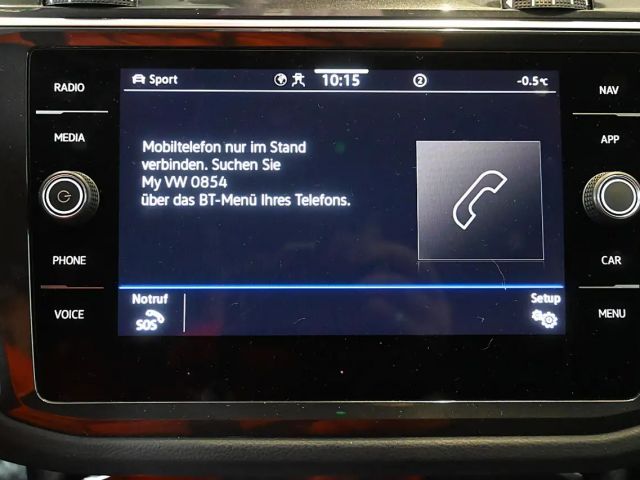 Sport 10:15 2 -0.5°C
RADIO
MEDIA
PHONE
VOICE
Mobiltelefon nur im Stand
verbinden. Suchen Sie
My VW 0854
über das BT-Menü Ihres Telefons.
Notruf
SOS
Setup
NAV
APP
CAR
MENU